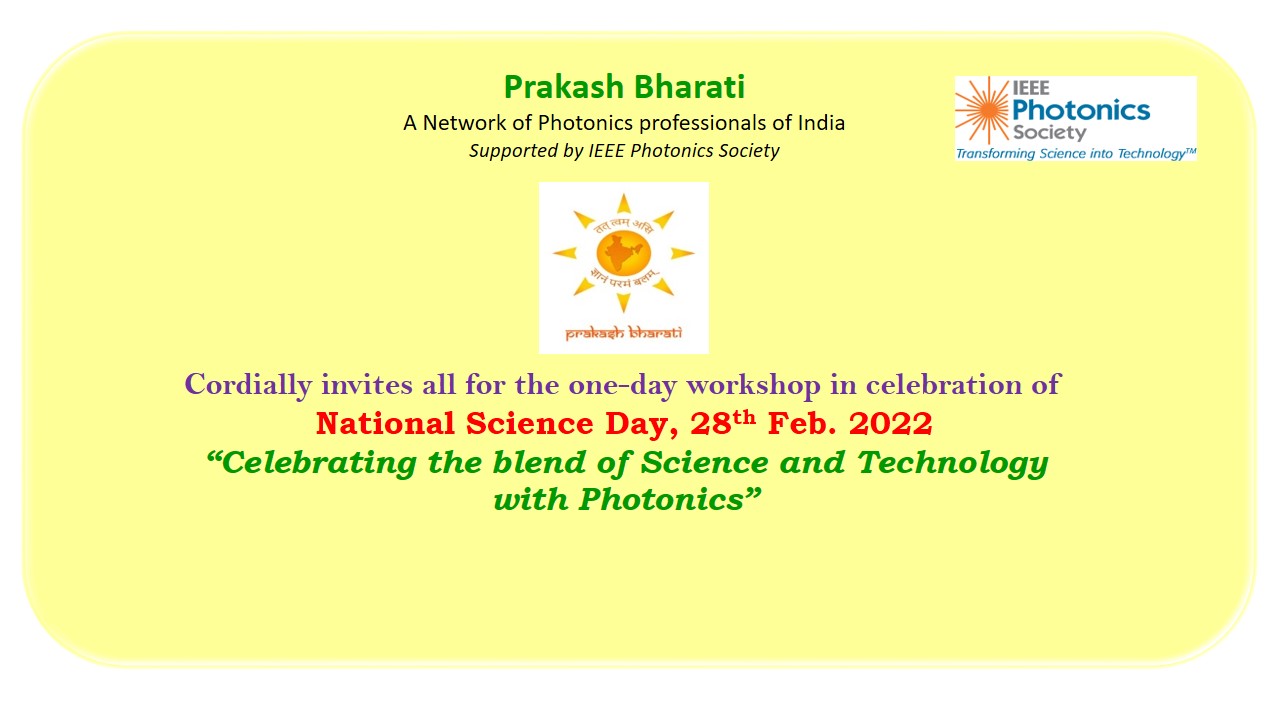 Prakash Bharati
A Network of Photonics professionals of India
Supported by IEEE Photonics Society
IEEE
Photonics
Society
Transforming Science into Technology™
तत् त्वम् असि
ज्ञानं परमं बलम्
prakash bharati
Cordially invites all for the one-day workshop in celebration of
National Science Day, 28th Feb. 2022
“Celebrating the blend of Science and Technology
with Photonics”